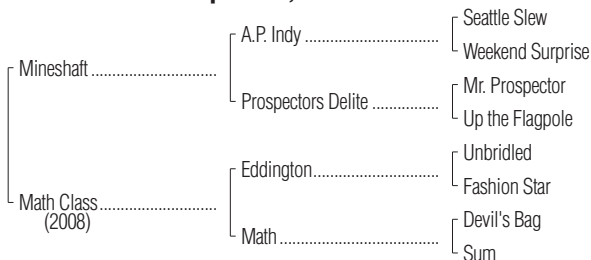 Seattle Slew
A.P. Indy ........................
Weekend Surprise
Mineshaft ......................
Mr. Prospector
Prospectors Delite ............
Up the Flagpole
Unbridled
Eddington......................
Fashion Star
Math Class.....................
(2008)
Devil's Bag
Math .............................
Sum